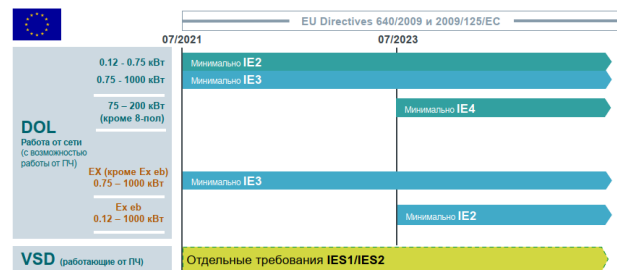 EU Directives 640/2009 и 2009/125/EC
07/2021 07/2023
0.12 - 0.75 кВт Минимально IE2
0.75 - 1000 кВт Минимально IE3
75 – 200 кВт
(кроме 8-пол) Минимально IE4
DOL
Работа от сети
(с возможностью
работы от ПЧ)
EX (кроме Ex eb)
0.75 – 1000 кВт Минимально IE3
Ex eb
0.12 – 1000 кВт Минимально IE2
VSD (работающие от ПЧ) Отдельные требования IES1/IES2